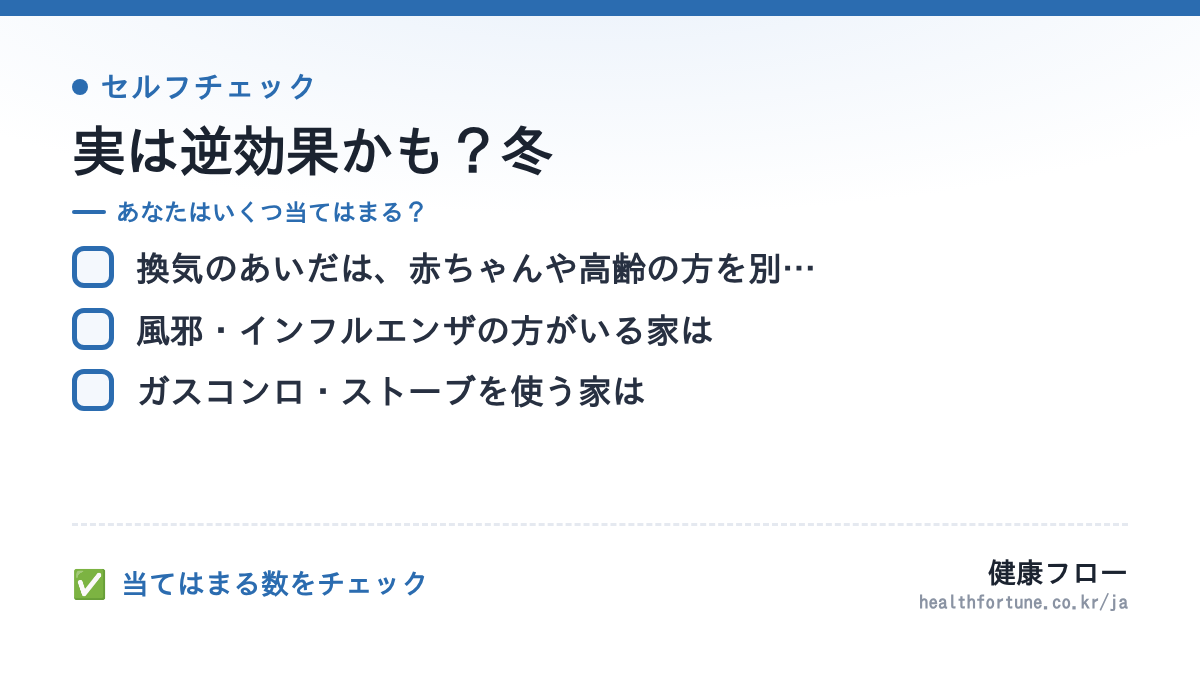 セルフチェック
実は逆効果かも？冬
あなたはいくつ当てはまる？
換気のあいだは、赤ちゃんや高齢の方を別…
風邪・インフルエンザの方がいる家は
ガスコンロ・ストーブを使う家は
当てはまる数をチェック
健康フロー
healthfortune.co.kr/ja